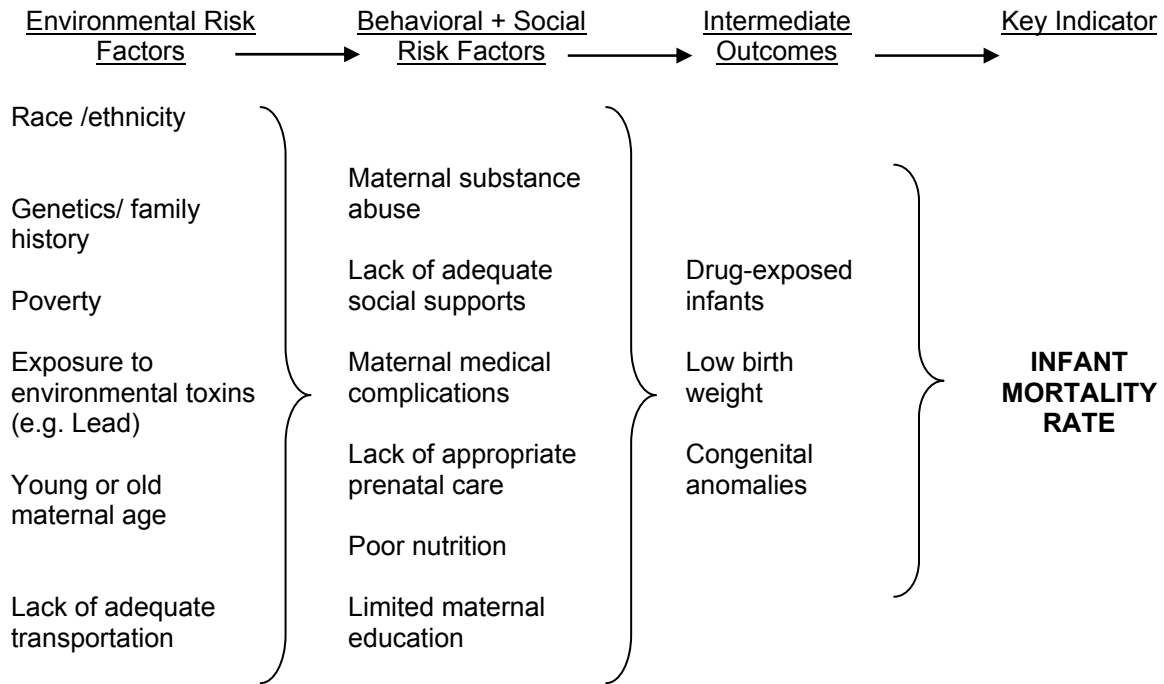 Environmental Risk
Factors
Behavioral + Social
Risk Factors
Intermediate
Outcomes
Key Indicator
Race /ethnicity
Genetics/ family
history
Poverty
Exposure to
environmental toxins
(e.g. Lead)
Young or old
maternal age
Lack of adequate
transportation
Maternal substance
abuse
Lack of adequate
social supports
Maternal medical
complications
Lack of appropriate
prenatal care
Poor nutrition
Limited maternal
education
Drug-exposed
infants
Low birth
weight
Congenital
anomalies
INFANT
MORTALITY
RATE